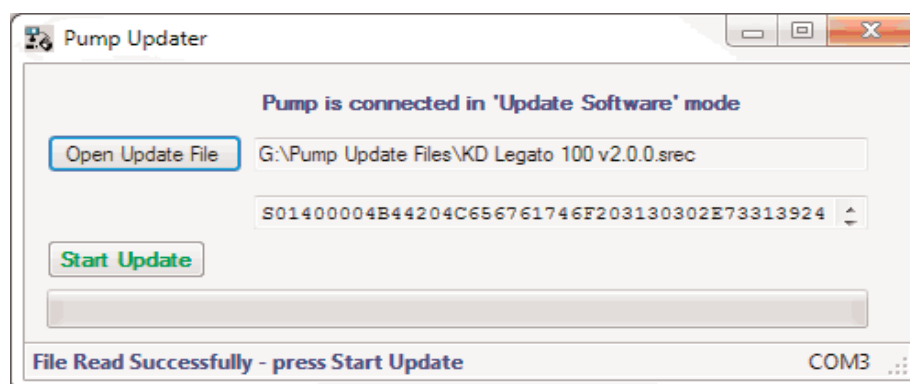 Pump Updater
Pump is connected in 'Update Software' mode
Open Update File G:\Pump Update Files\KD Legato 100 v2.0.0.srec
S01400004B44204C656761746F203130302E73313924
Start Update
File Read Successfully - press Start Update COM3